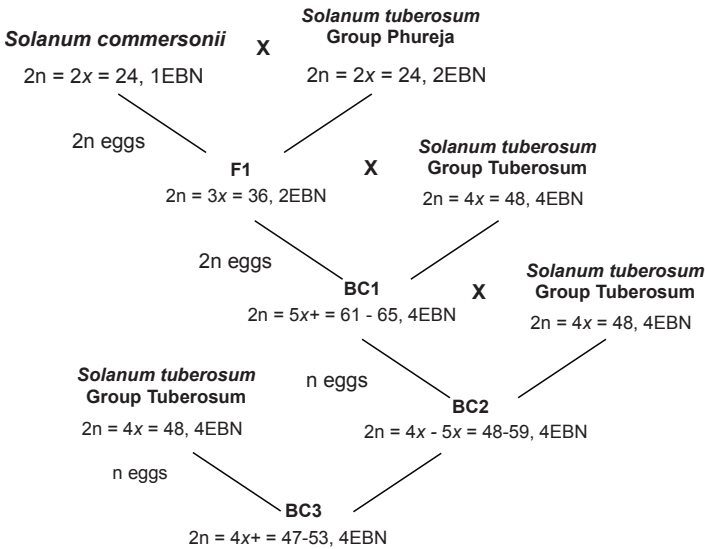 Solanum commersonii
X
Solanum tuberosum
Group Phureja
2n = 2x = 24, 1EBN
2n = 2x = 24, 2EBN
2n eggs
F1
2n = 3x = 36, 2EBN
X
Solanum tuberosum
Group Tuberosum
2n = 4x = 48, 4EBN
2n eggs
BC1
2n = 5x+ = 61 - 65, 4EBN
X
Solanum tuberosum
Group Tuberosum
2n = 4x = 48, 4EBN
n eggs
BC2
2n = 4x - 5x = 48-59, 4EBN
Solanum tuberosum
Group Tuberosum
2n = 4x = 48, 4EBN
n eggs
BC3
2n = 4x+ = 47-53, 4EBN